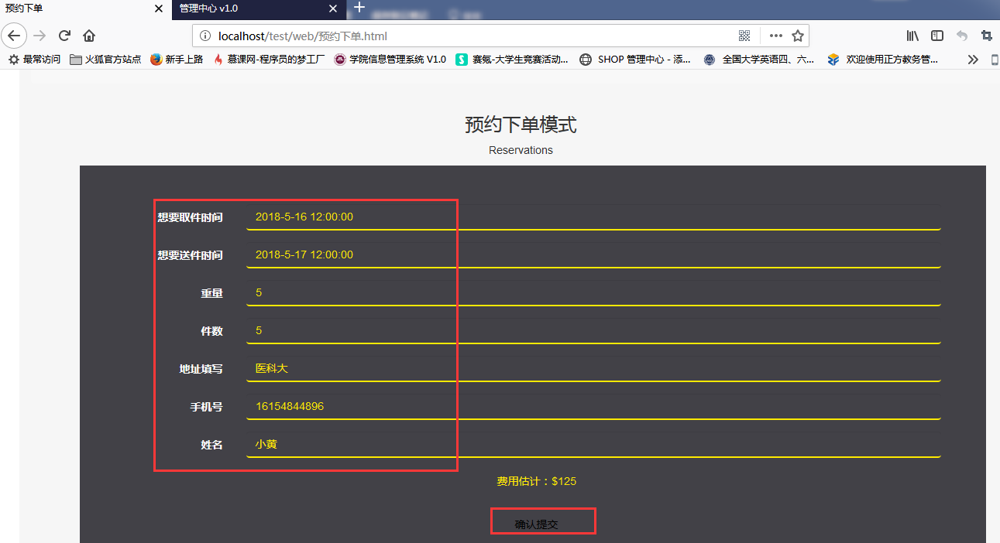 预约下单
管理中心 v1.0
localhost/test/web/预约下单.html
最常访问 火狐官方站点 新手上路 慕课网-程序员的梦工厂 学院信息管理系统 V1.0 赛氪-大学生竞赛活动... SHOP 管理中心 - 添... 全国大学英语四、六... 欢迎使用正方教务管...
预约下单模式
Reservations
想要取件时间 2018-5-16 12:00:00
想要送件时间 2018-5-17 12:00:00
重量 5
件数 5
地址填写 医科大
手机号 16154844896
姓名 小黄
费用估计：$125
确认提交